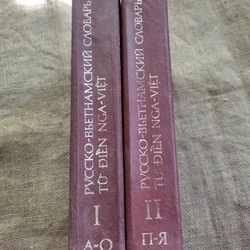 РУССКО-ВЬЕТНАМСКИЙ СЛОВАРЬ
TỪ ĐIỂN NGA-VIỆT
I
А-О
РУССКО-ВЬЕТНАМСКИЙ СЛОВАРЬ
TỪ ĐIỂN NGA-VIỆT
II
П-Я